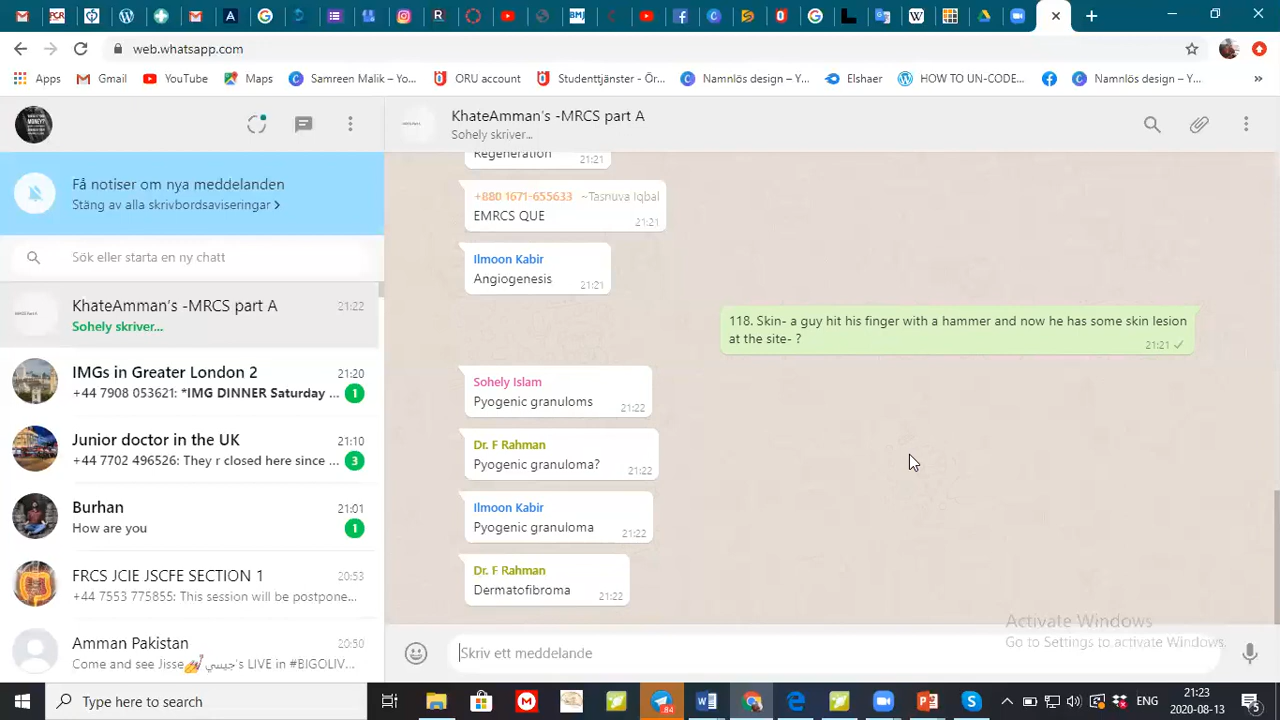 web.whatsapp.com
Apps
Gmail
YouTube
Maps
Samreen Malik – Yo...
ORU account
Studenttjänster - Ör...
Namnlös design – Y...
Elshaer
HOW TO UN-CODE...
Namnlös design – Y...
KhateAmman's -MRCS part A
Sohely skriver...
Få notiser om nya meddelanden
Stäng av alla skrivbordsaviseringar >
Sök eller starta en ny chatt
KhateAmman's -MRCS part A 21:22
Sohely skriver...
IMGs in Greater London 2 21:20
+44 7908 053621: *IMG DINNER Saturday ... 1
Junior doctor in the UK 21:10
+44 7702 496526: They r closed here since ... 3
Burhan 21:01
How are you 1
FRCS JCIE JSCFE SECTION 1 20:53
+44 7553 775855: This session will be postpone...
Amman Pakistan 20:50
Come and see Jisse جيسي's LIVE in #BIGOLIV...
Regeneration 21:21
+880 1671-655633 ~Tasnuva Iqbal
EMRCS QUE 21:21
Ilmoon Kabir
Angiogenesis 21:21
118. Skin- a guy hit his finger with a hammer and now he has some skin lesion
at the site- ? 21:21
Sohely Islam
Pyogenic granuloms 21:22
Dr. F Rahman
Pyogenic granuloma? 21:22
Ilmoon Kabir
Pyogenic granuloma 21:22
Dr. F Rahman
Dermatofibroma 21:22
Activate Windows
Go to Settings to activate Windows.
Skriv ett meddelande
Type here to search
84
ENG
21:23
2020-08-13
5